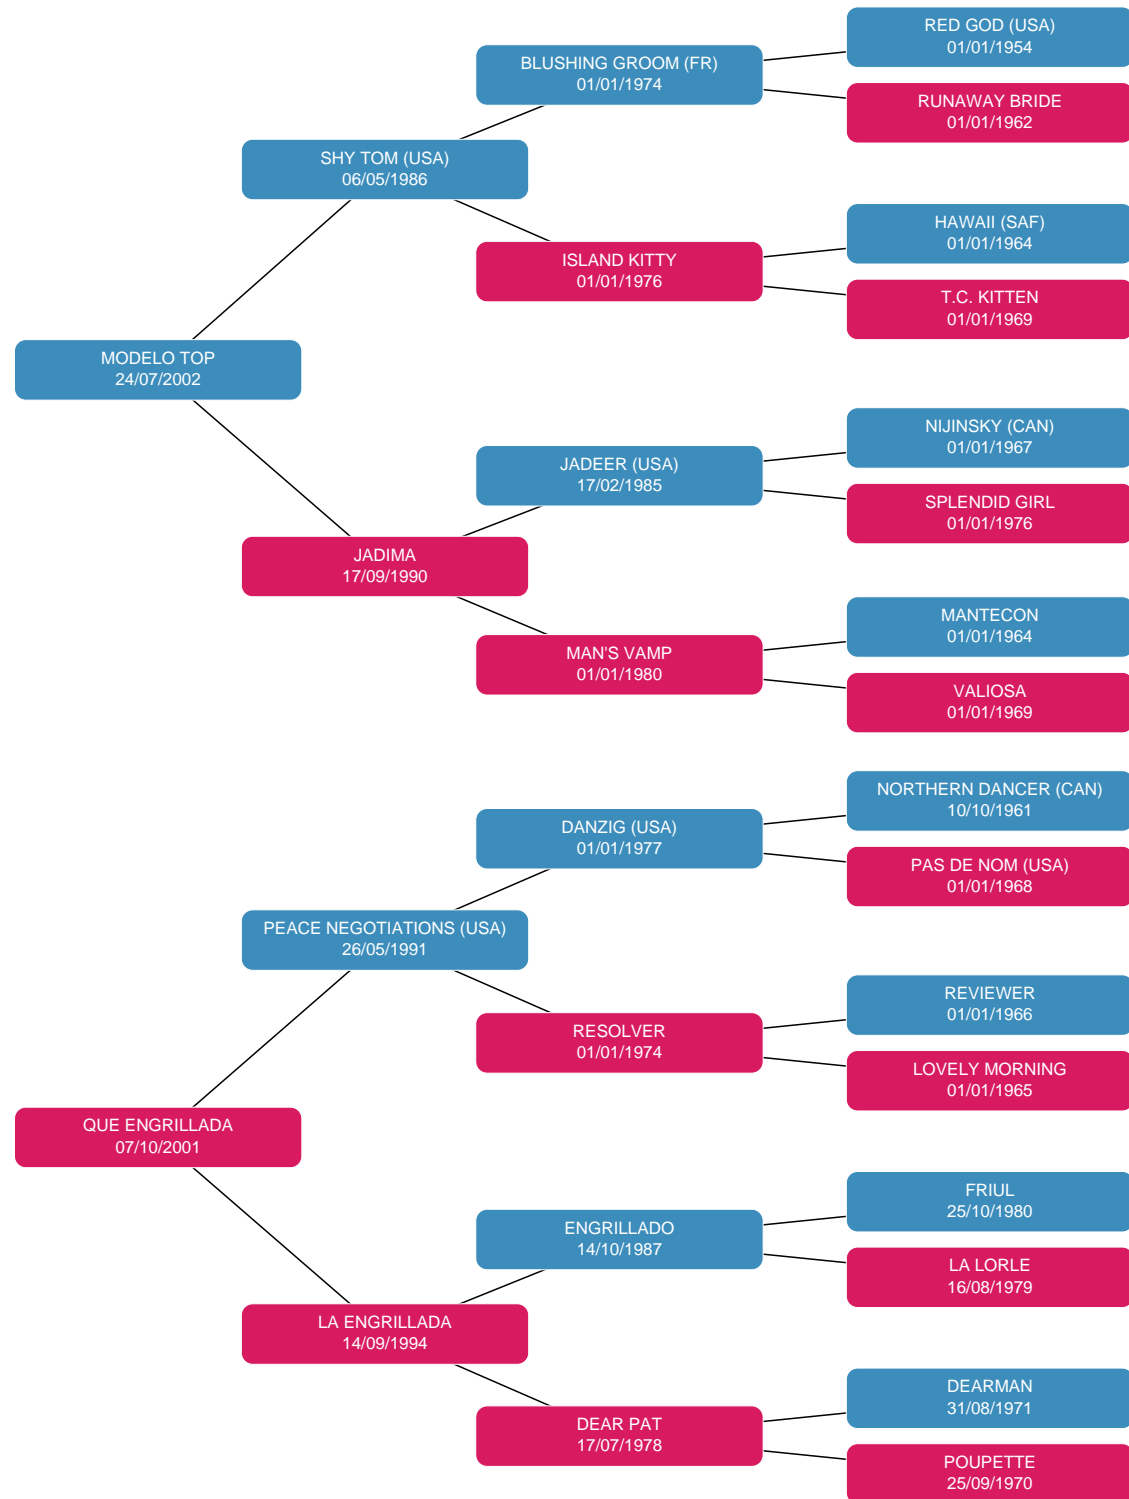 RED GOD (USA)
01/01/1954
BLUSHING GROOM (FR)
01/01/1974
RUNAWAY BRIDE
01/01/1962
SHY TOM (USA)
06/05/1986
HAWAII (SAF)
01/01/1964
ISLAND KITTY
01/01/1976
T.C. KITTEN
01/01/1969
MODELO TOP
24/07/2002
NIJINSKY (CAN)
01/01/1967
JADEER (USA)
17/02/1985
SPLENDID GIRL
01/01/1976
JADIMA
17/09/1990
MANTECON
01/01/1964
MAN'S VAMP
01/01/1980
VALIOSA
01/01/1969
NORTHERN DANCER (CAN)
10/10/1961
DANZIG (USA)
01/01/1977
PAS DE NOM (USA)
01/01/1968
PEACE NEGOTIATIONS (USA)
26/05/1991
REVIEWER
01/01/1966
RESOLVER
01/01/1974
LOVELY MORNING
01/01/1965
QUE ENGRILLADA
07/10/2001
FRIUL
25/10/1980
ENGRILLADO
14/10/1987
LA LORLE
16/08/1979
LA ENGRILLADA
14/09/1994
DEARMAN
31/08/1971
DEAR PAT
17/07/1978
POUPETTE
25/09/1970